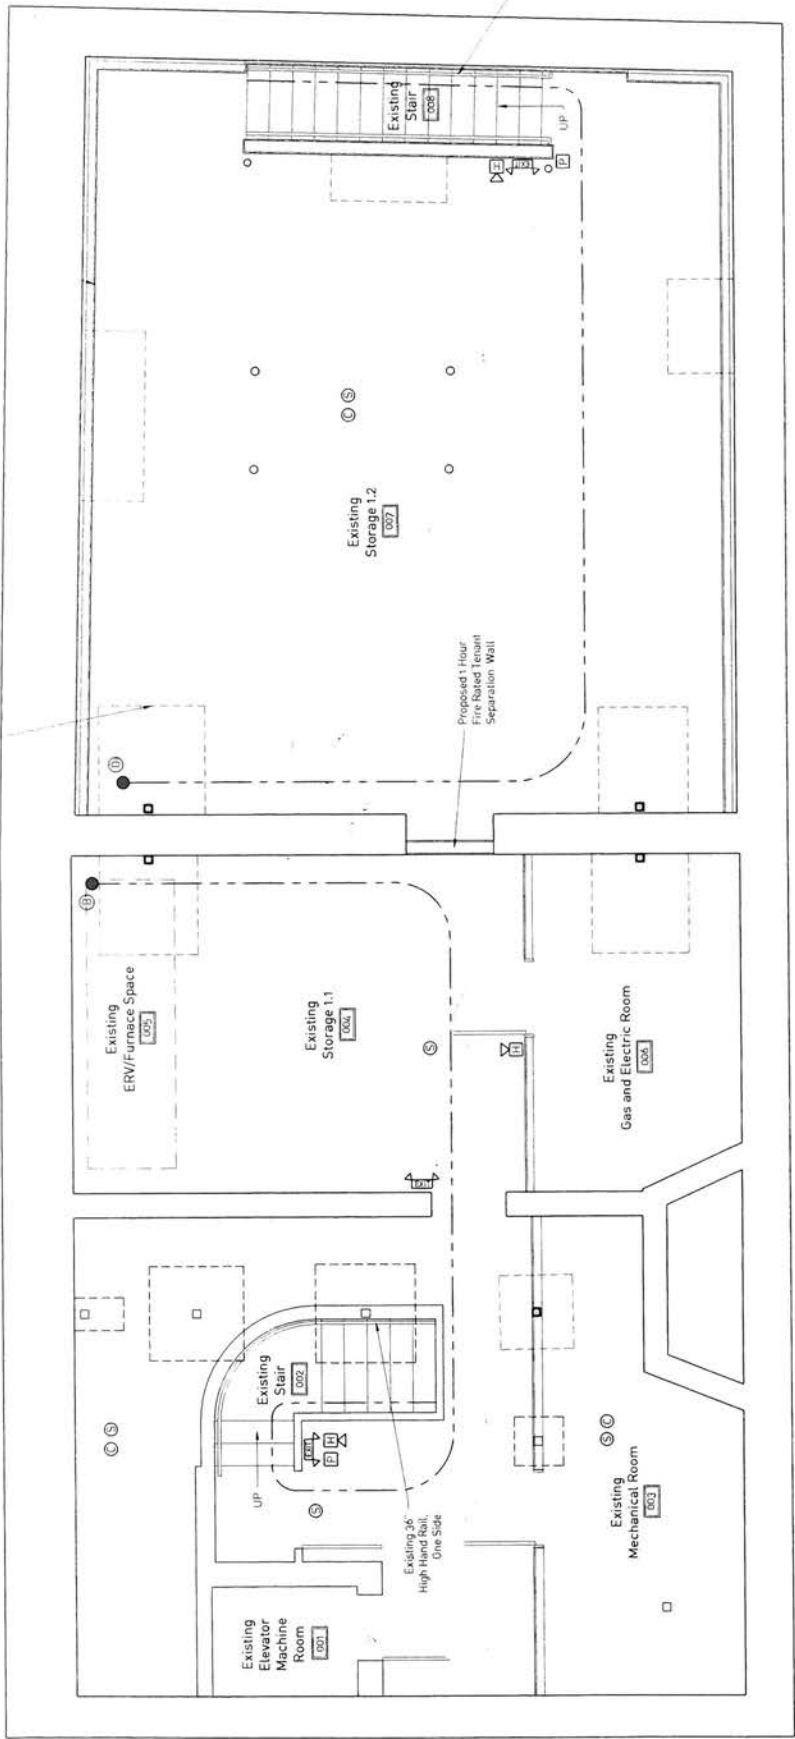 Existing
Stair
008
UP
H
EXIT
P
C
S
Existing
Storage 1.2
007
Proposed 1 Hour
Fire Rated Tenant
Separation Wall
D
B
Existing
ERV/Furnace Space
005
Existing
Storage 1.1
004
S
H
Existing
Gas and Electric Room
006
EXIT
C
S
Existing
Stair
002
UP
EXIT
P
H
S
Existing 36"
High Hand Rail,
One Side
S
C
Existing
Mechanical Room
003
Existing
Elevator
Machine
Room
001